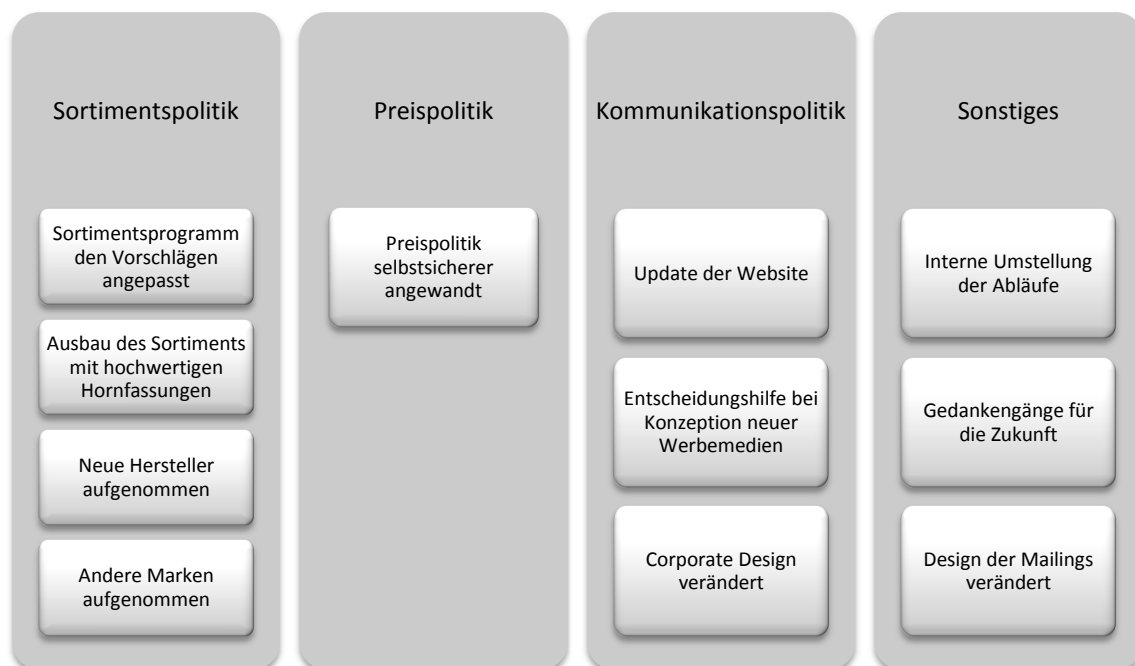 Sortimentspolitik
Sortimentsprogramm
den Vorschlägen
angepasst
Ausbau des Sortiments
mit hochwertigen
Hornfassungen
Neue Hersteller
aufgenommen
Andere Marken
aufgenommen
Preispolitik
Preispolitik
selbstsicherer
angewandt
Kommunikationspolitik
Update der Website
Entscheidungshilfe bei
Konzeption neuer
Werbemedien
Corporate Design
verändert
Sonstiges
Interne Umstellung
der Abläufe
Gedankengänge für
die Zukunft
Design der Mailings
verändert